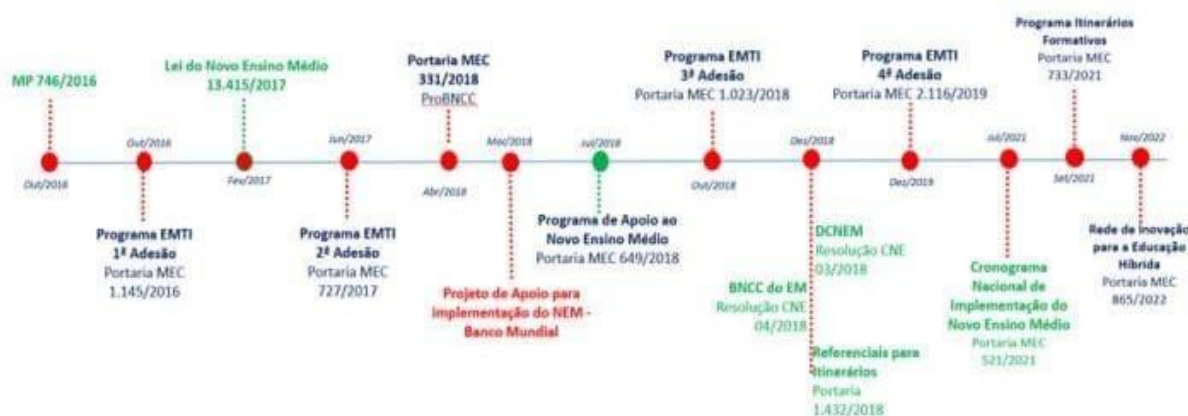 MP 746/2016
Out/2016
Out/2016
Programa EMTI
1ª Adesão
Portaria MEC
1.145/2016
Lei do Novo Ensino Médio
13.415/2017
Fev/2017
Jun/2017
Programa EMTI
2ª Adesão
Portaria MEC
727/2017
Portaria MEC
331/2018
ProBNCC
Abr/2018
Projeto de Apoio para
Implementação do NEM -
Banco Mundial
Jul/2018
Programa de Apoio ao
Novo Ensino Médio
Portaria MEC 649/2018
Programa EMTI
3ª Adesão
Portaria MEC 1.023/2018
Out/2018
Dez/2018
DCNEM
Resolução CNE
03/2018
BNCC do EM
Resolução CNE
04/2018
Referenciais para
Itinerários
Portaria
1.432/2018
Programa EMTI
4ª Adesão
Portaria MEC 2.116/2019
Dez/2019
Jul/2021
Cronograma
Nacional de
Implementação do
Novo Ensino Médio
Portaria MEC
521/2021
Programa Itinerários
Formativos
Portaria MEC
733/2021
Set/2021
Nov/2022
Rede de Inovação
para a Educação
Híbrida
Portaria MEC
865/2022